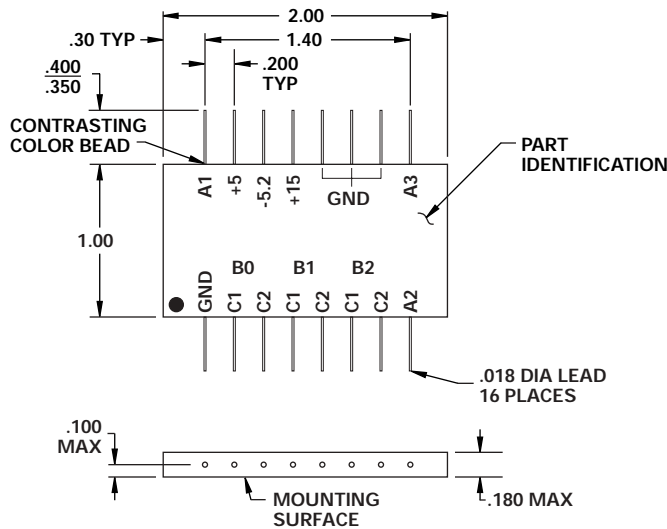 2.00
.30 TYP
1.40
.400
.350
.200
TYP
CONTRASTING
COLOR BEAD
PART
IDENTIFICATION
A1 +5 -5.2 +15 GND A3
1.00
B0 B1 B2
GND C1 C2 C1 C2 C1 C2 A2
.018 DIA LEAD
16 PLACES
.100
MAX
.180 MAX
MOUNTING
SURFACE